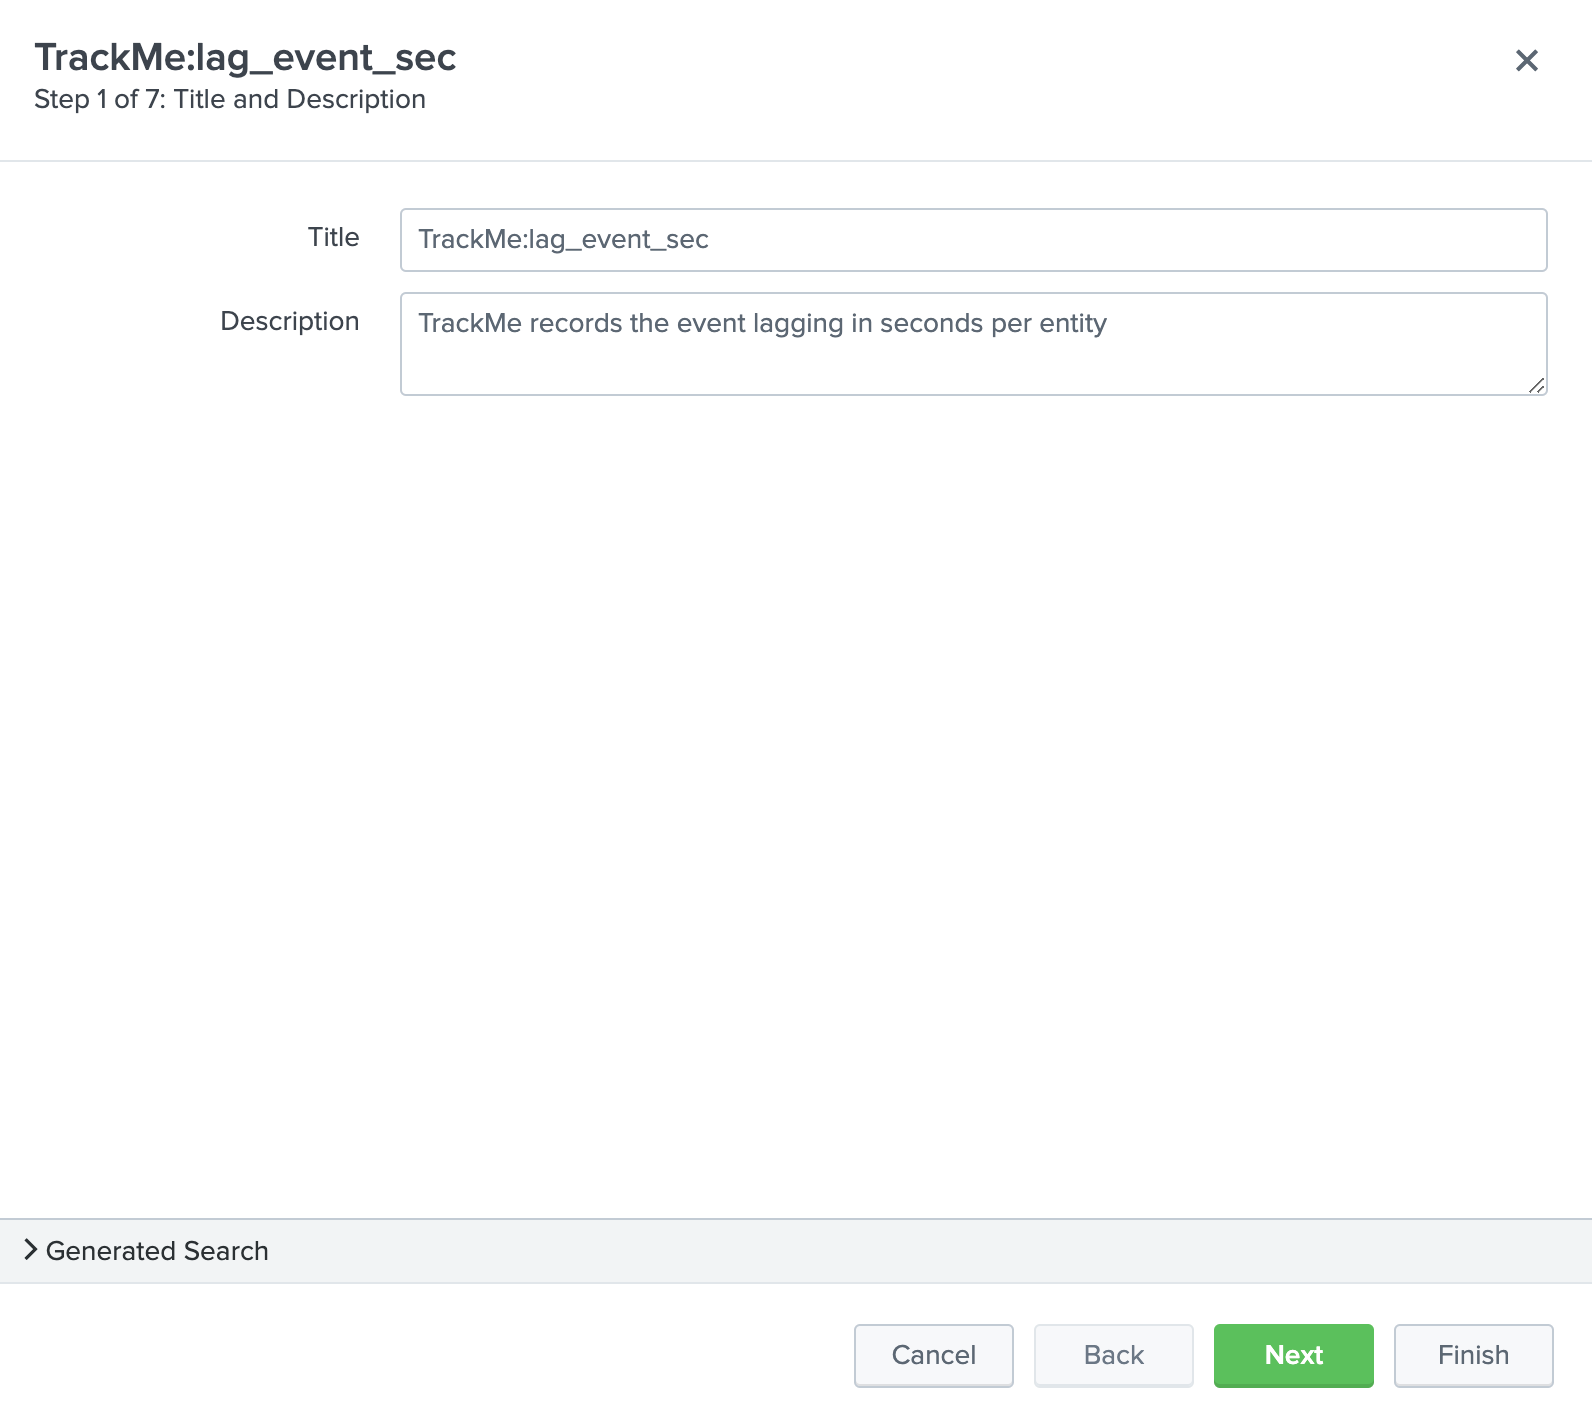 TrackMe:lag_event_sec
Step 1 of 7: Title and Description
Title
TrackMe:lag_event_sec
Description
TrackMe records the event lagging in seconds per entity
Generated Search
Cancel
Back
Next
Finish